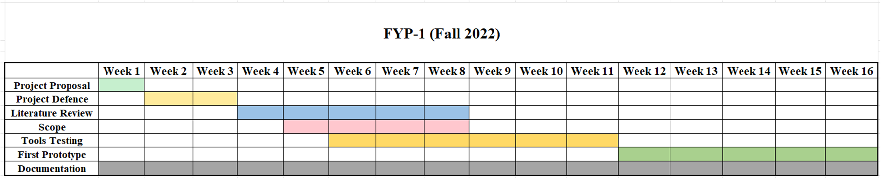 FYP-1 (Fall 2022)
Week 1 Week 2 Week 3 Week 4 Week 5 Week 6 Week 7 Week 8 Week 9 Week 10 Week 11 Week 12 Week 13 Week 14 Week 15 Week 16
Project Proposal
Project Defence
Literature Review
Scope
Tools Testing
First Prototype
Documentation